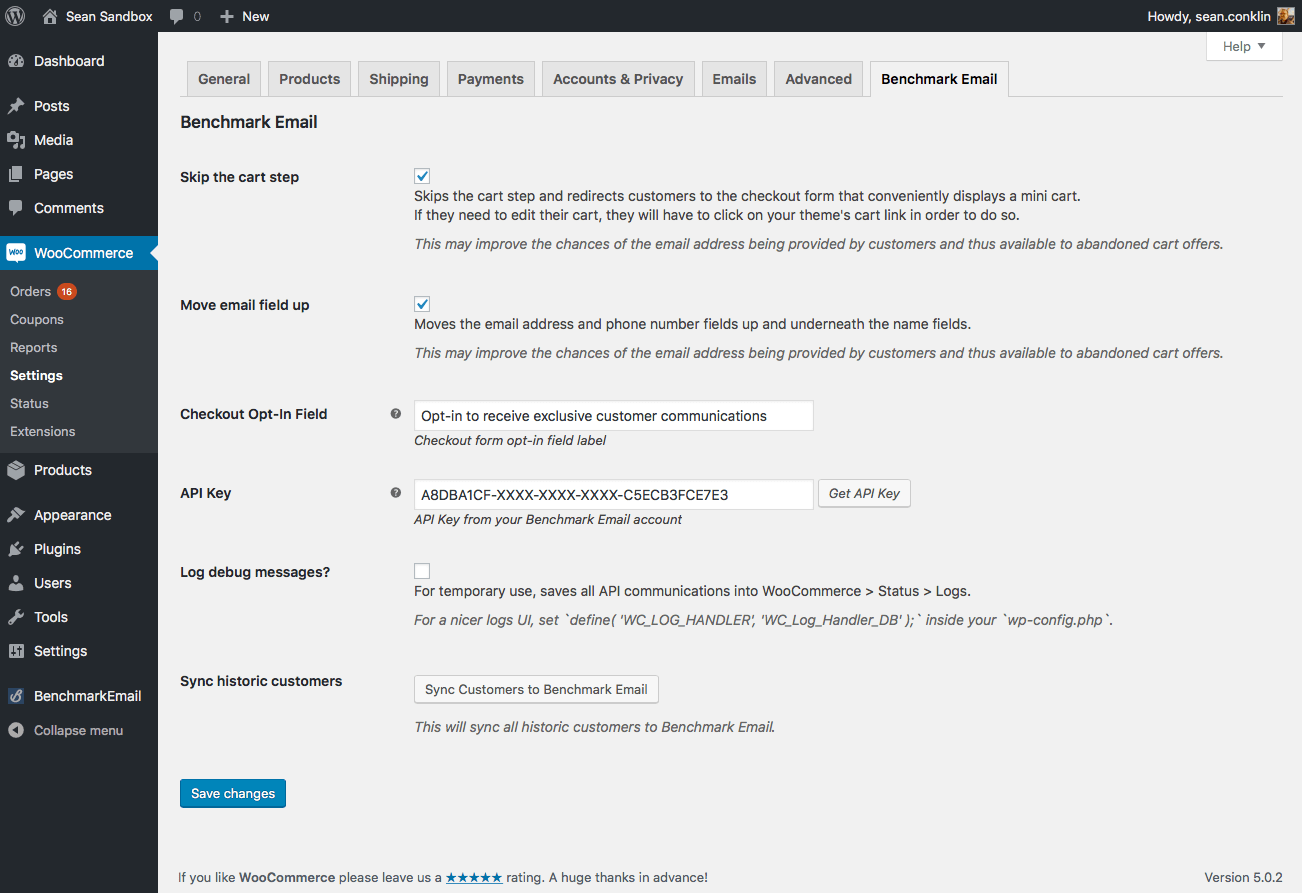 Sean Sandbox 0 New Howdy, sean.conklin
Help ▼
Dashboard
Posts
Media
Pages
Comments
WOO WooCommerce
Orders 16
Coupons
Reports
Settings
Status
Extensions
Products
Appearance
Plugins
Users
Tools
Settings
BenchmarkEmail
Collapse menu
General Products Shipping Payments Accounts & Privacy Emails Advanced Benchmark Email
Benchmark Email
Skip the cart step
Skips the cart step and redirects customers to the checkout form that conveniently displays a mini cart.
If they need to edit their cart, they will have to click on your theme's cart link in order to do so.
This may improve the chances of the email address being provided by customers and thus available to abandoned cart offers.
Move email field up
Moves the email address and phone number fields up and underneath the name fields.
This may improve the chances of the email address being provided by customers and thus available to abandoned cart offers.
Checkout Opt-In Field ? Opt-in to receive exclusive customer communications
Checkout form opt-in field label
API Key ? A8DBA1CF-XXXX-XXXX-XXXX-C5ECB3FCE7E3 Get API Key
API Key from your Benchmark Email account
Log debug messages?
For temporary use, saves all API communications into WooCommerce > Status > Logs.
For a nicer logs UI, set `define( 'WC_LOG_HANDLER', 'WC_Log_Handler_DB' );` inside your `wp-config.php`.
Sync historic customers Sync Customers to Benchmark Email
This will sync all historic customers to Benchmark Email.
Save changes
If you like WooCommerce please leave us a ★★★★★ rating. A huge thanks in advance! Version 5.0.2